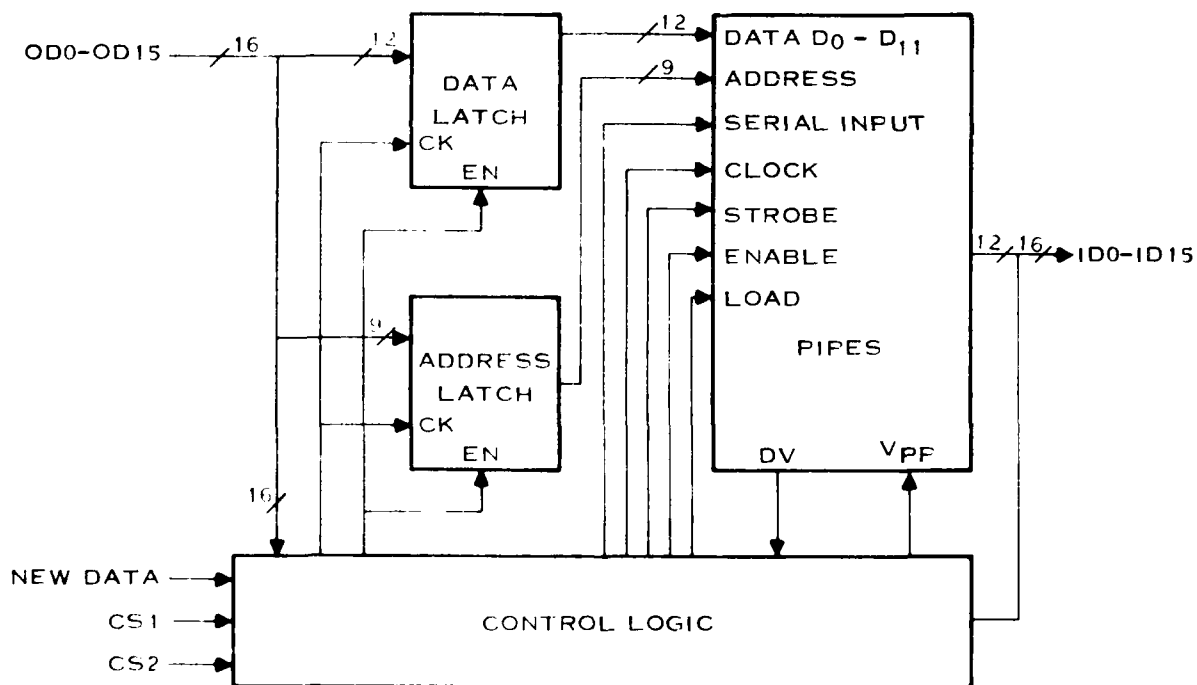 OD0-OD15
16
12
DATA
LATCH
CK
EN
12
9
DATA D0 - D11
ADDRESS
SERIAL INPUT
CLOCK
STROBE
ENABLE
LOAD
PIPES
DV
VPP
12
16
ID0-ID15
9
ADDRESS
LATCH
CK
EN
16
NEW DATA
CS1
CS2
CONTROL LOGIC